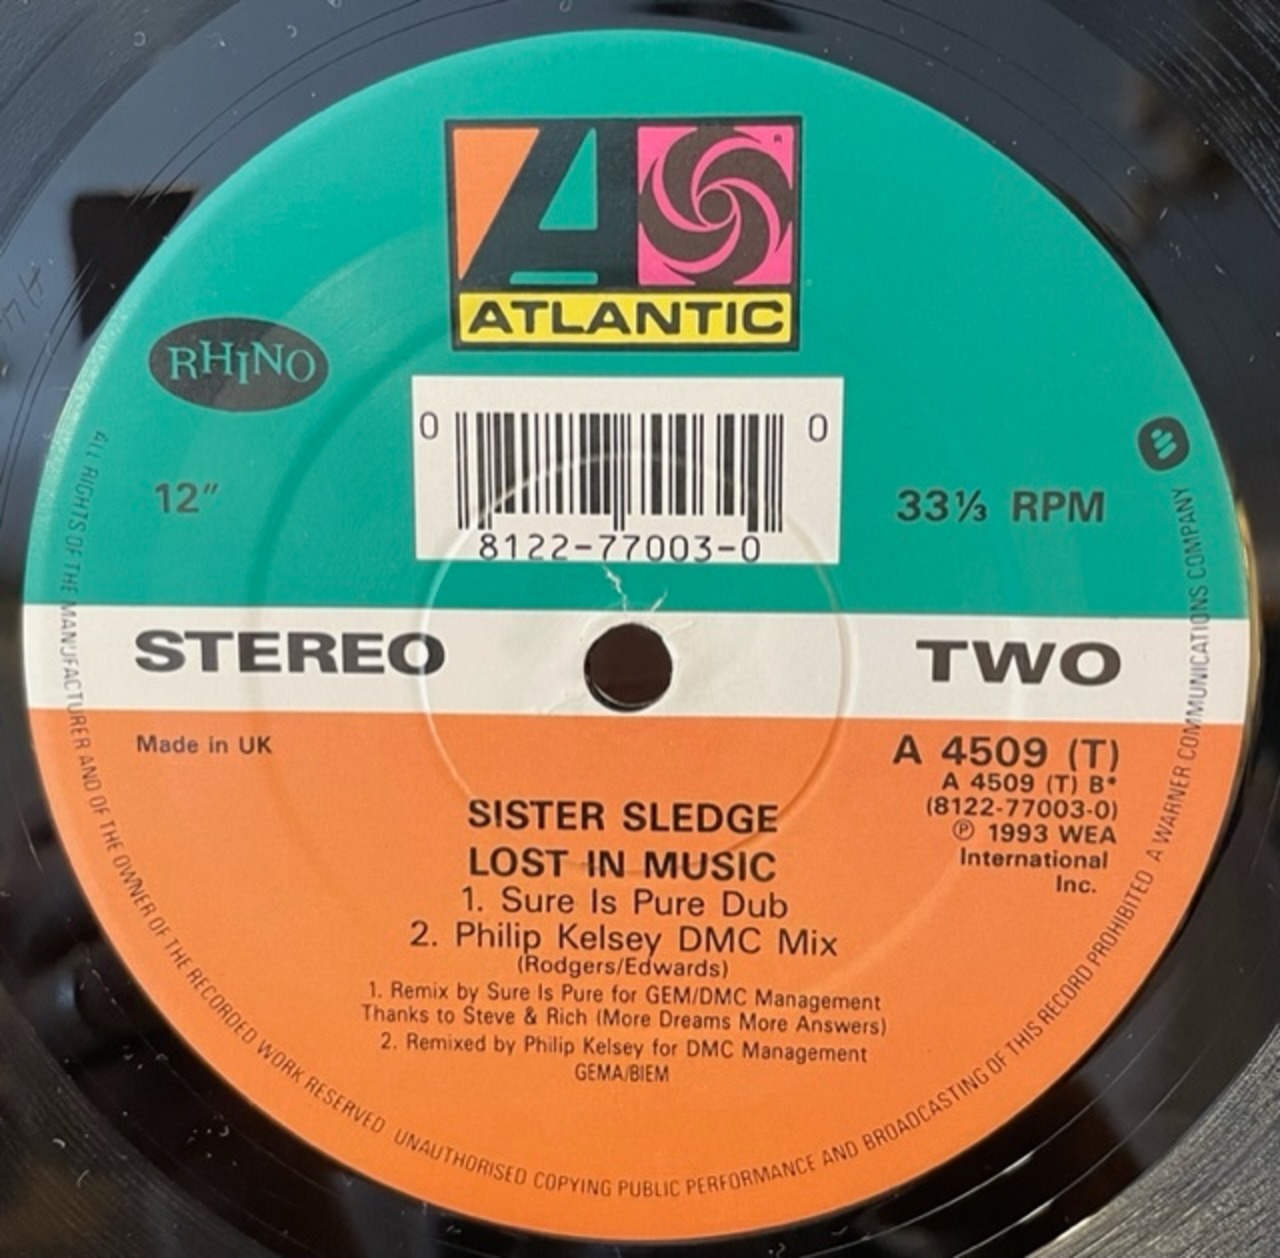 ATLANTIC
®
RHINO
0 0
8122-77003-0
12" 33⅓ RPM
STEREO TWO
Made in UK
A 4509 (T)
A 4509 (T) B*
(8122-77003-0)
℗ 1993 WEA
International
Inc.
SISTER SLEDGE
LOST IN MUSIC
1. Sure Is Pure Dub
2. Philip Kelsey DMC Mix
(Rodgers/Edwards)
1. Remix by Sure Is Pure for GEM/DMC Management
Thanks to Steve & Rich (More Dreams More Answers)
2. Remixed by Philip Kelsey for DMC Management
GEMA/BIEM
ALL RIGHTS OF THE MANUFACTURER AND OF THE OWNER OF THE RECORDED WORK RESERVED UNAUTHORISED COPYING PUBLIC PERFORMANCE AND BROADCASTING OF THIS RECORD PROHIBITED A WARNER COMMUNICATIONS COMPANY